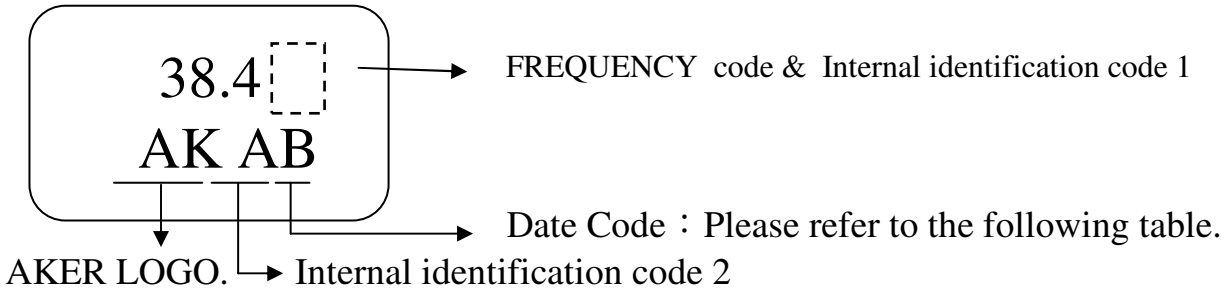 38.4
FREQUENCY code & Internal identification code 1
AK AB
Date Code：Please refer to the following table.
AKER LOGO.
Internal identification code 2